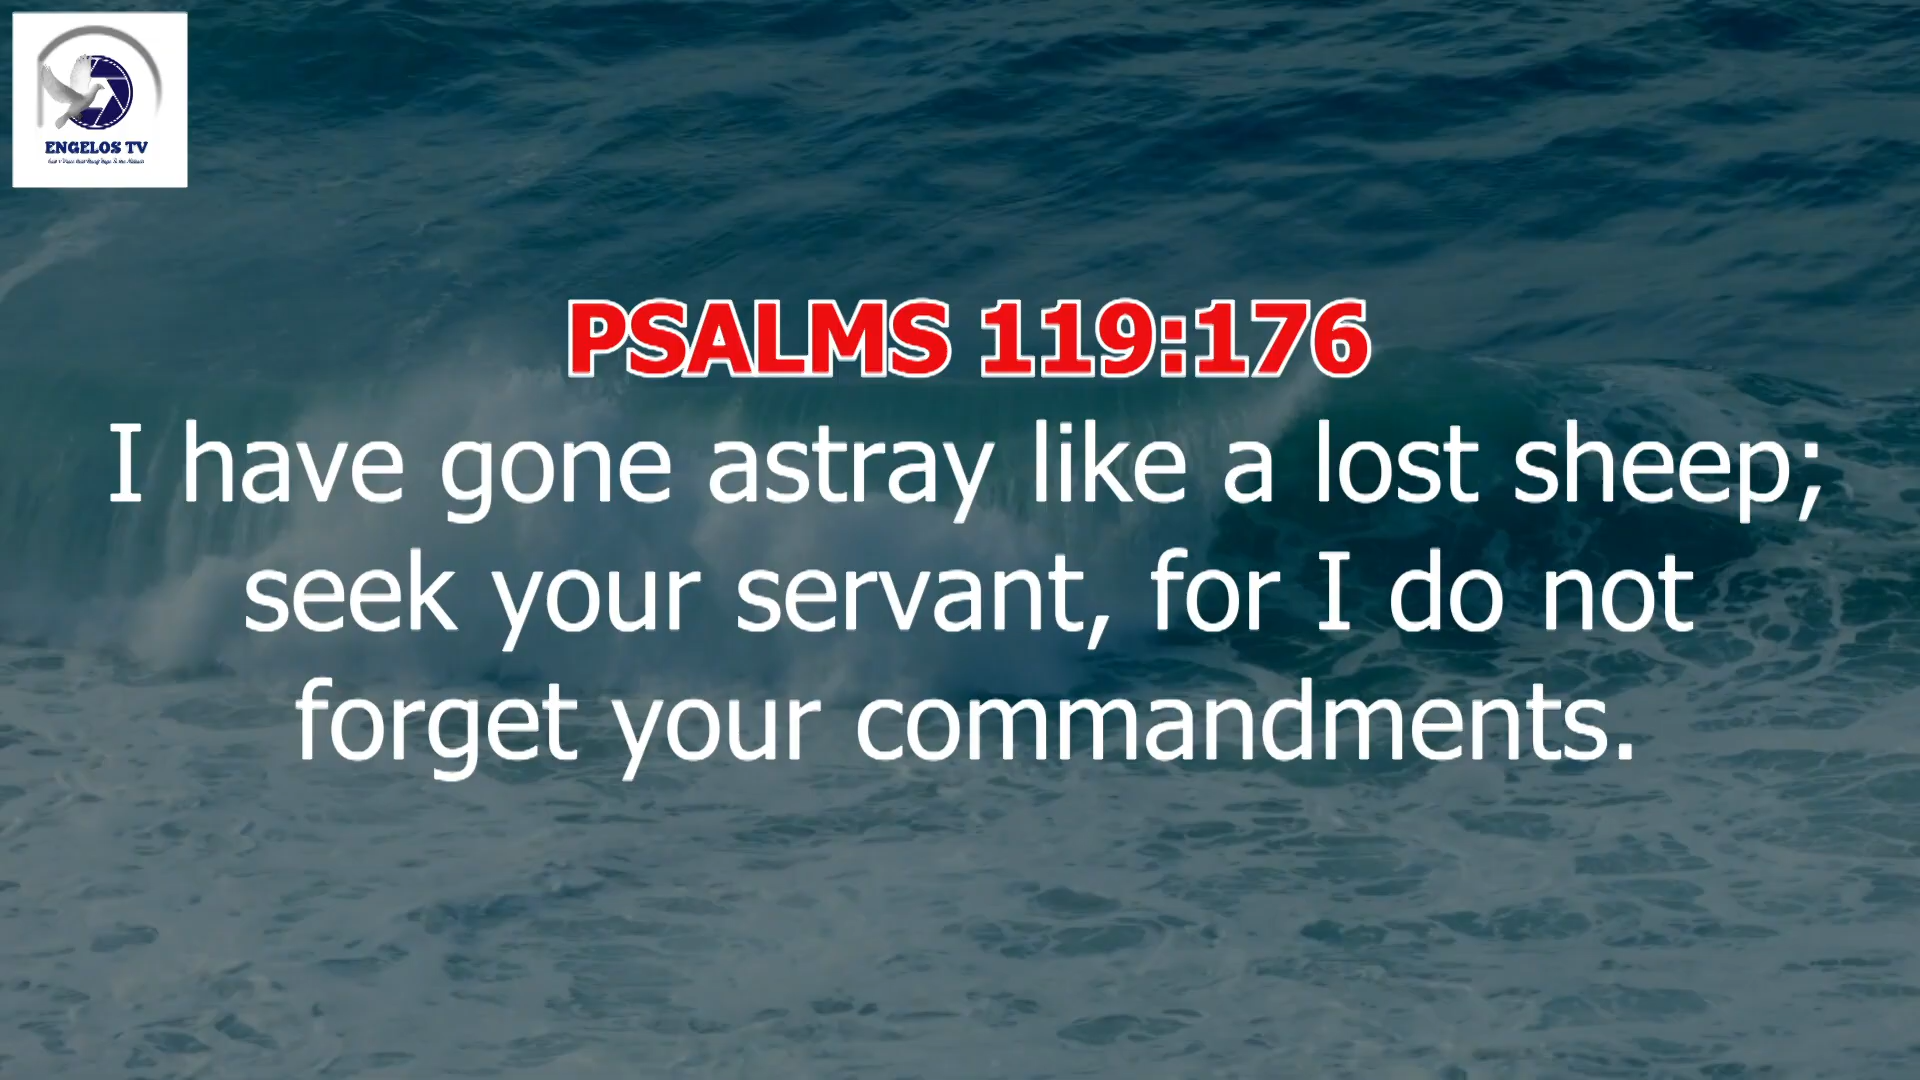 ENGELOS TV
PSALMS 119:176
I have gone astray like a lost sheep;
seek your servant, for I do not
forget your commandments.